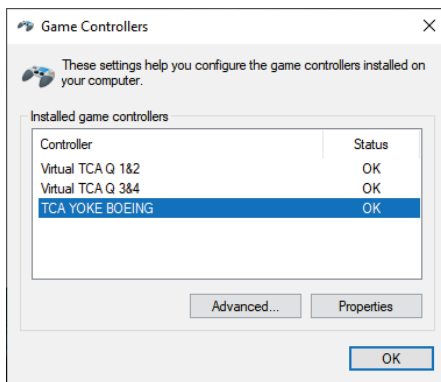 Game Controllers
These settings help you configure the game controllers installed on
your computer.
Installed game controllers
Controller Status
Virtual TCA Q 1&2 OK
Virtual TCA Q 3&4 OK
TCA YOKE BOEING OK
Advanced... Properties
OK